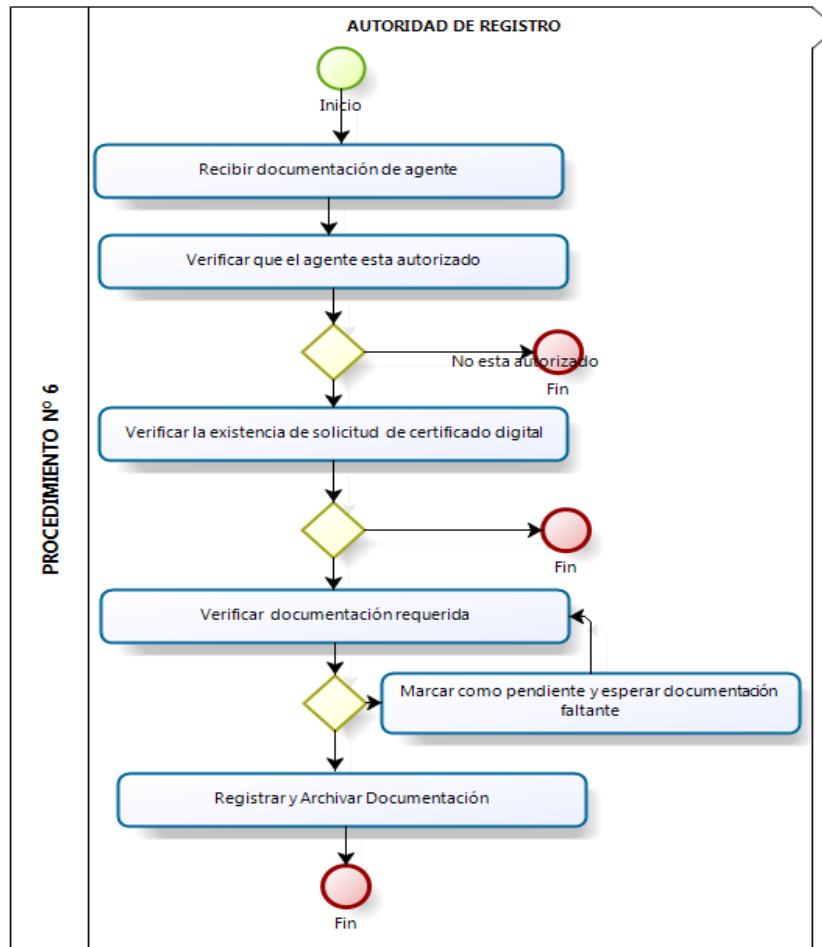 AUTORIDAD DE REGISTRO
PROCEDIMIENTO Nº 6
Inicio
Recibir documentación de agente
Verificar que el agente esta autorizado
No esta autorizado
Fin
Verificar la existencia de solicitud de certificado digital
Fin
Verificar documentación requerida
Marcar como pendiente y esperar documentación
faltante
Registrar y Archivar Documentación
Fin